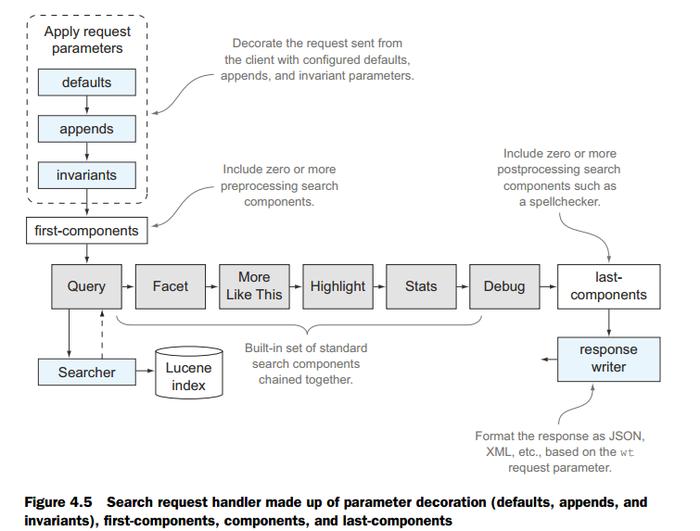 Apply request
parameters
defaults
appends
invariants
first-components
Decorate the request sent from
the client with configured defaults,
appends, and invariant parameters.
Include zero or more
preprocessing search
components.
Include zero or more
postprocessing search
components such as
a spellchecker.
Query
Facet
More
Like This
Highlight
Stats
Debug
last-
components
Searcher
Lucene
index
Built-in set of standard
search components
chained together.
response
writer
Format the response as JSON,
XML, etc., based on the wt
request parameter.
Figure 4.5 Search request handler made up of parameter decoration (defaults, appends, and
invariants), first-components, components, and last-components